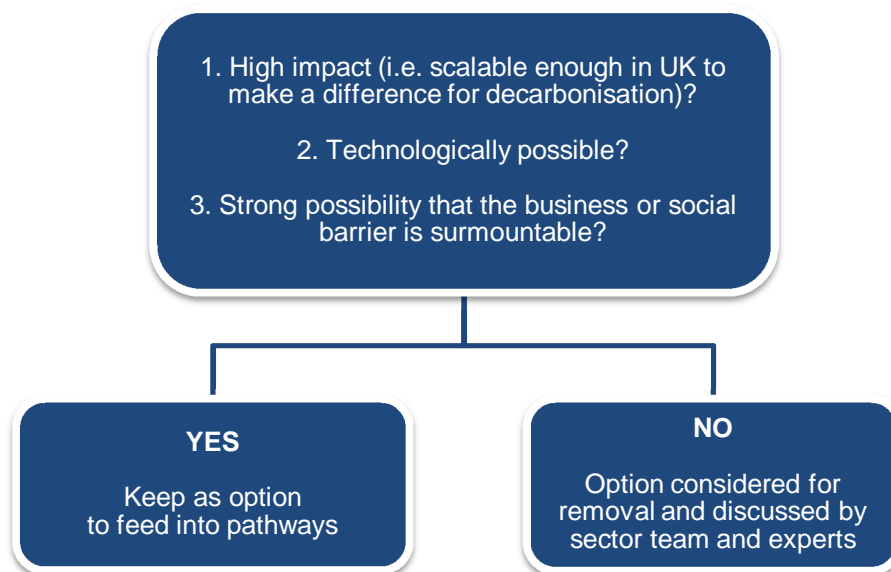 1. High impact (i.e. scalable enough in UK to
make a difference for decarbonisation)?
2. Technologically possible?
3. Strong possibility that the business or social
barrier is surmountable?
YES
Keep as option
to feed into pathways
NO
Option considered for
removal and discussed by
sector team and experts